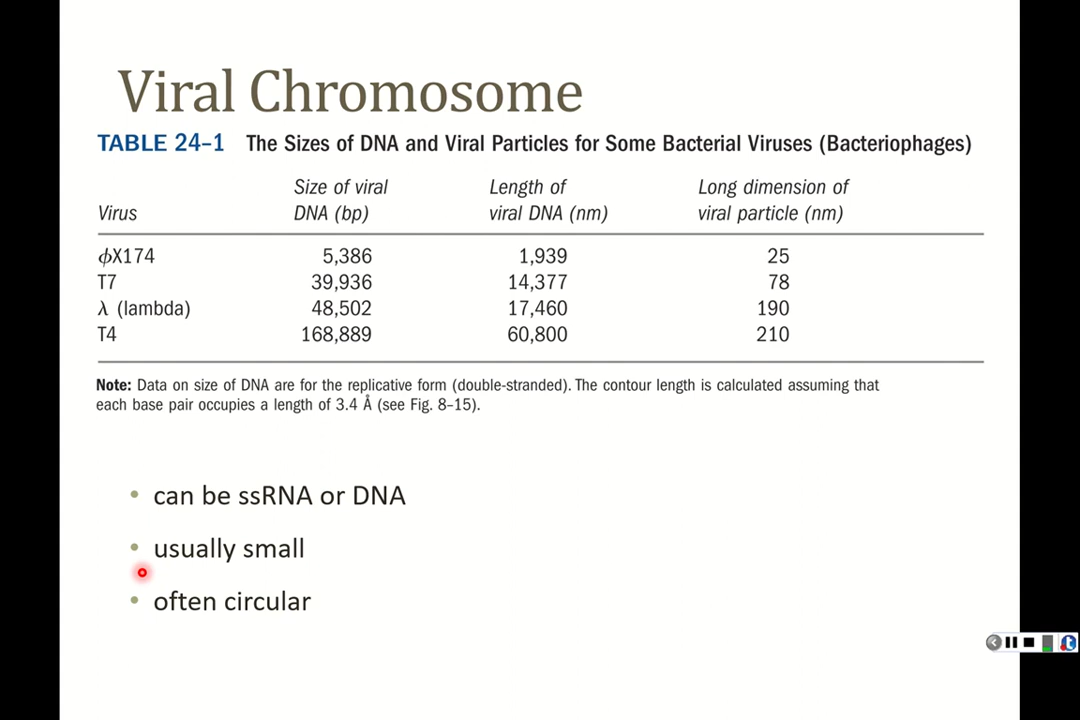 Viral Chromosome
TABLE 24–1 The Sizes of DNA and Viral Particles for Some Bacterial Viruses (Bacteriophages)
Virus Size of viral DNA (bp) Length of viral DNA (nm) Long dimension of viral particle (nm)
ϕX174 5,386 1,939 25
T7 39,936 14,377 78
λ (lambda) 48,502 17,460 190
T4 168,889 60,800 210
Note: Data on size of DNA are for the replicative form (double-stranded). The contour length is calculated assuming that
each base pair occupies a length of 3.4 Å (see Fig. 8–15).
• can be ssRNA or DNA
• usually small
• often circular
t